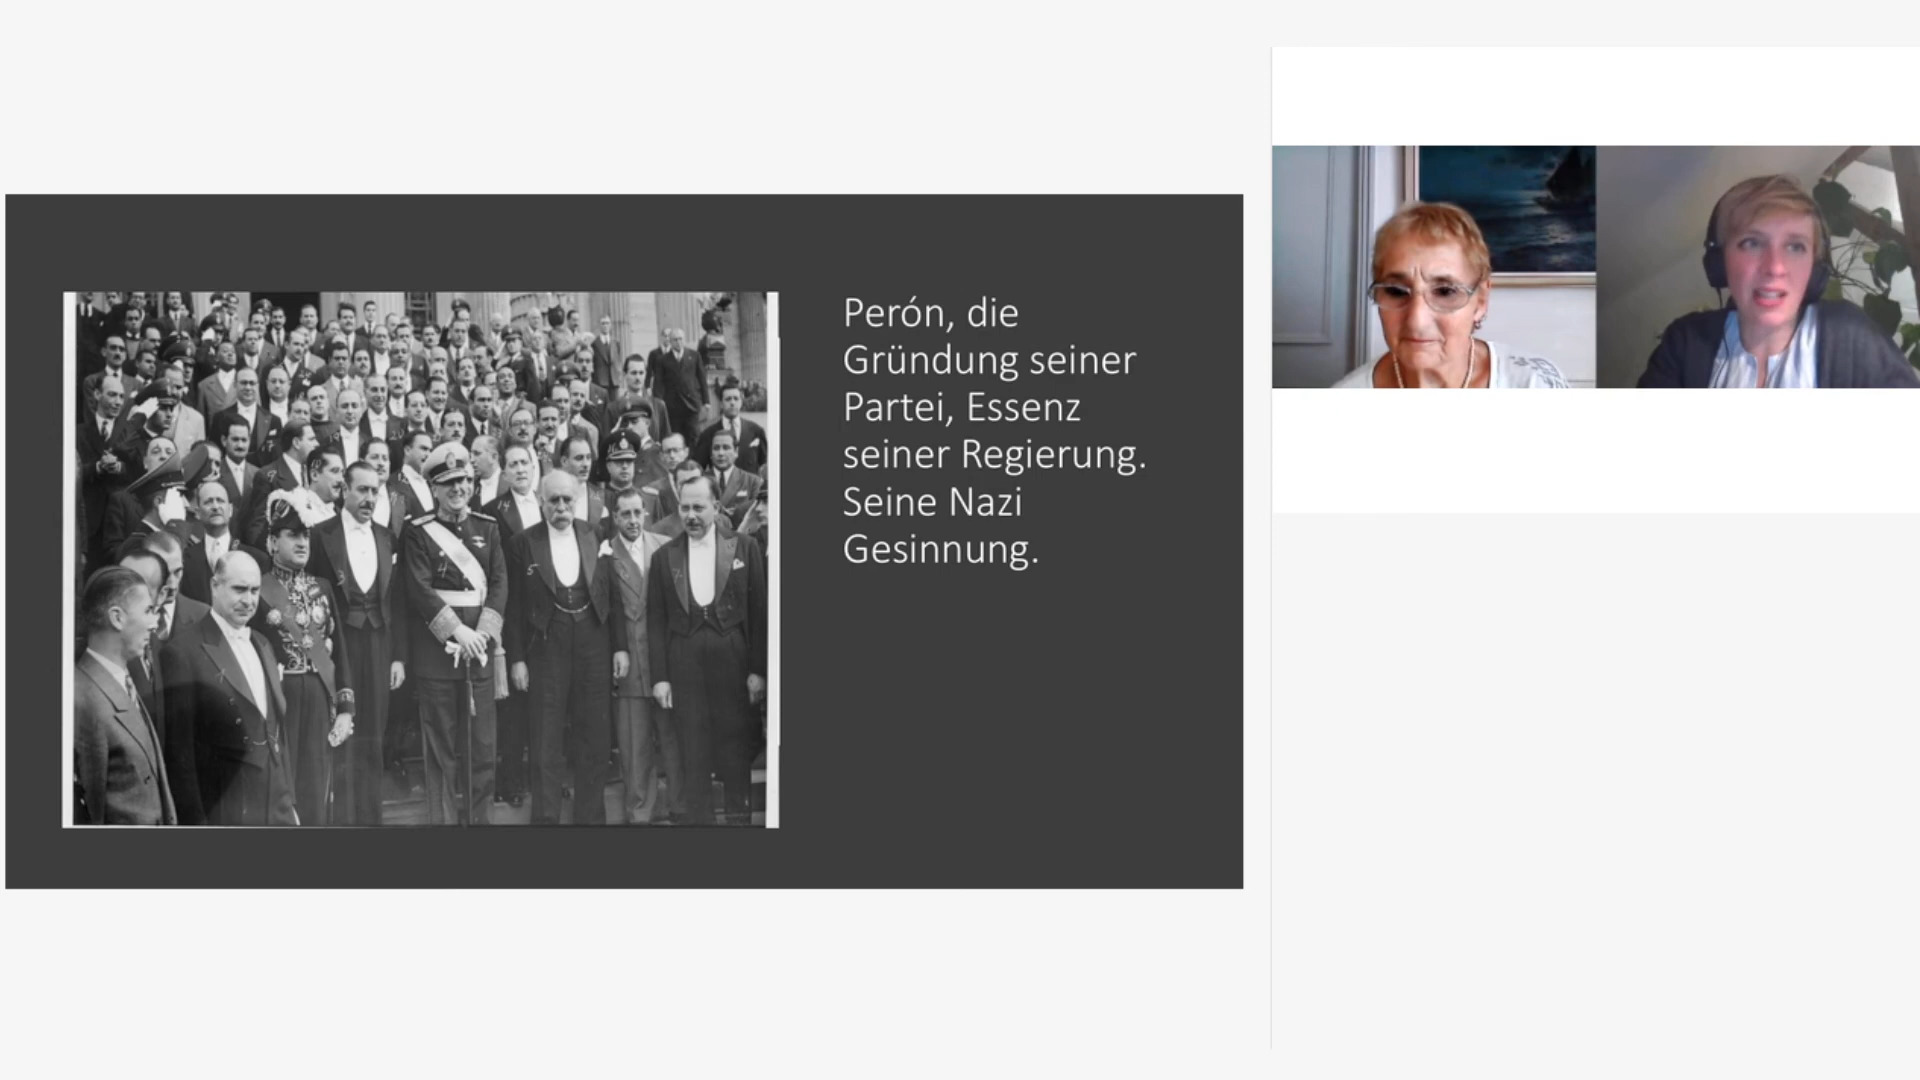 Perón, die
Gründung seiner
Partei, Essenz
seiner Regierung.
Seine Nazi
Gesinnung.